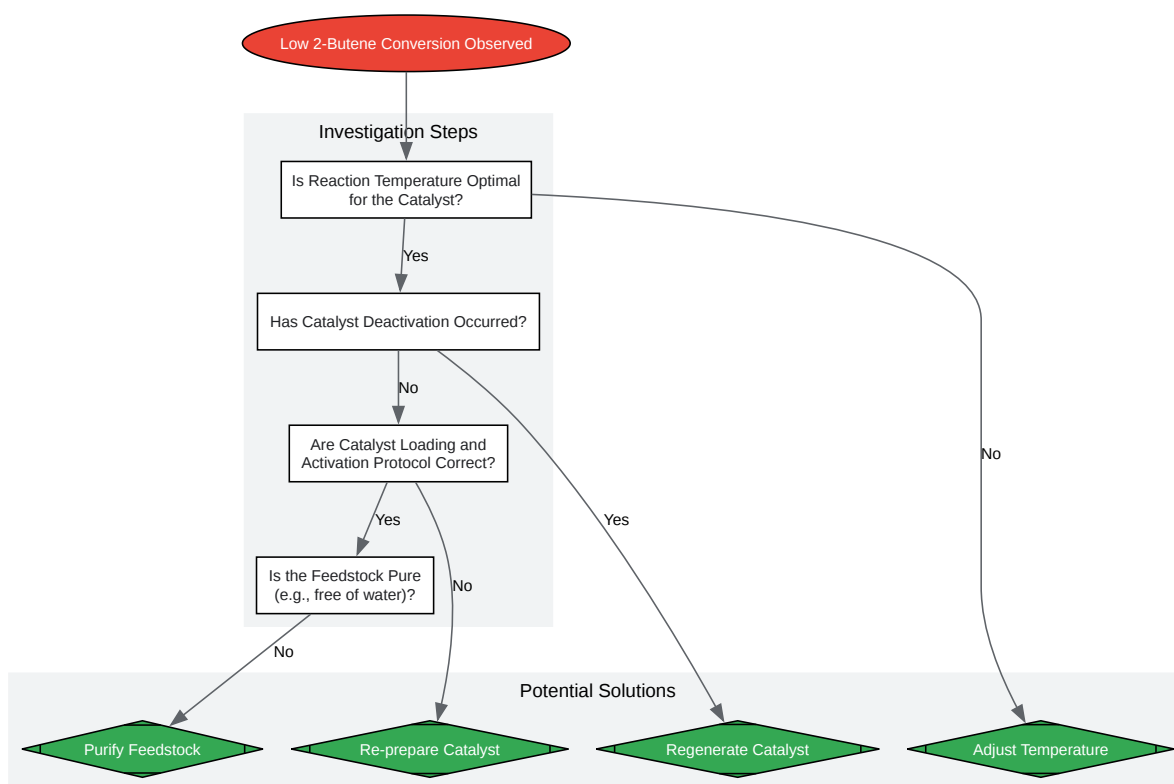 Low 2-Butene Conversion Observed
Investigation Steps
Is Reaction Temperature Optimal
for the Catalyst?
Yes
Has Catalyst Deactivation Occurred?
No
Are Catalyst Loading and
Activation Protocol Correct?
No
Yes
Yes
Is the Feedstock Pure
(e.g., free of water)?
No
No
Potential Solutions
Purify Feedstock
Re-prepare Catalyst
Regenerate Catalyst
Adjust Temperature